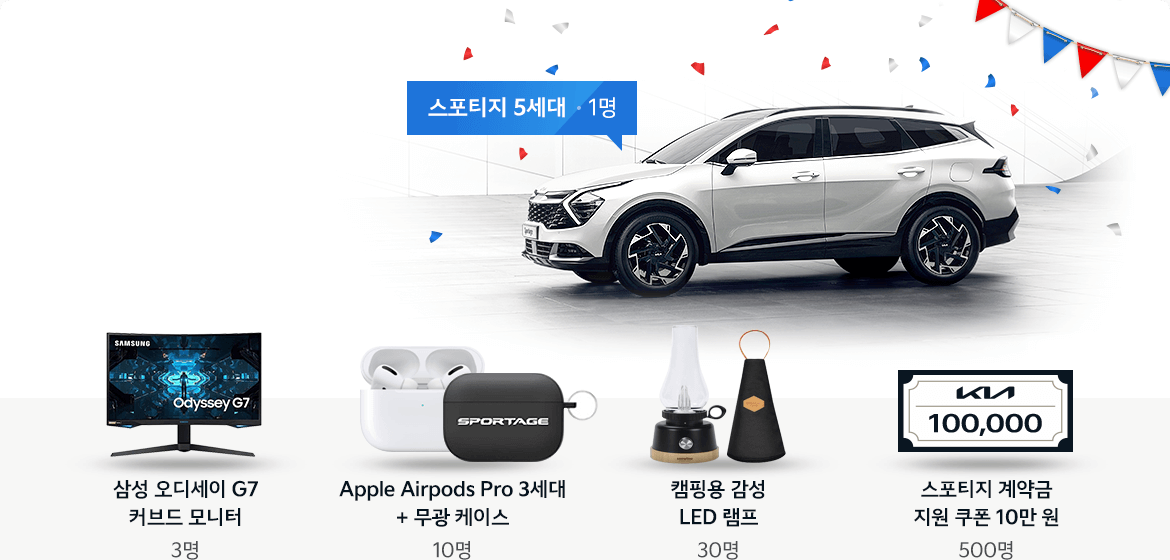 스포티지 5세대 · 1명
SAMSUNG
Odyssey G7
SPORTAGE
KIA
100,000
삼성 오디세이 G7
커브드 모니터
3명
Apple Airpods Pro 3세대
+ 무광 케이스
10명
캠핑용 감성
LED 램프
30명
스포티지 계약금
지원 쿠폰 10만 원
500명